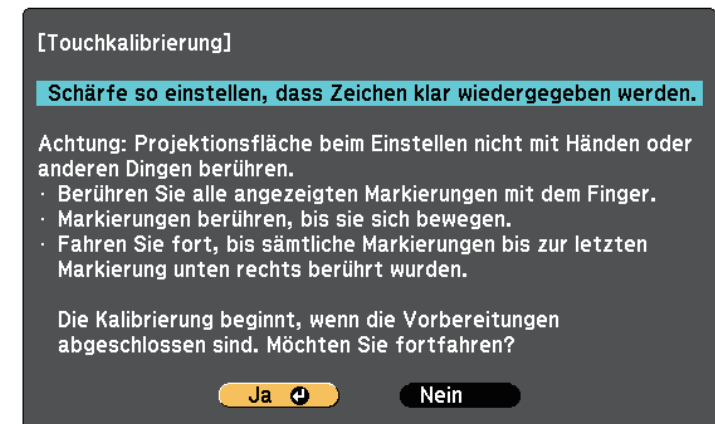 [Touchkalibrierung]
Schärfe so einstellen, dass Zeichen klar wiedergegeben werden.
Achtung: Projektionsfläche beim Einstellen nicht mit Händen oder
anderen Dingen berühren.
· Berühren Sie alle angezeigten Markierungen mit dem Finger.
· Markierungen berühren, bis sie sich bewegen.
· Fahren Sie fort, bis sämtliche Markierungen bis zur letzten
Markierung unten rechts berührt wurden.
Die Kalibrierung beginnt, wenn die Vorbereitungen
abgeschlossen sind. Möchten Sie fortfahren?
Ja Nein